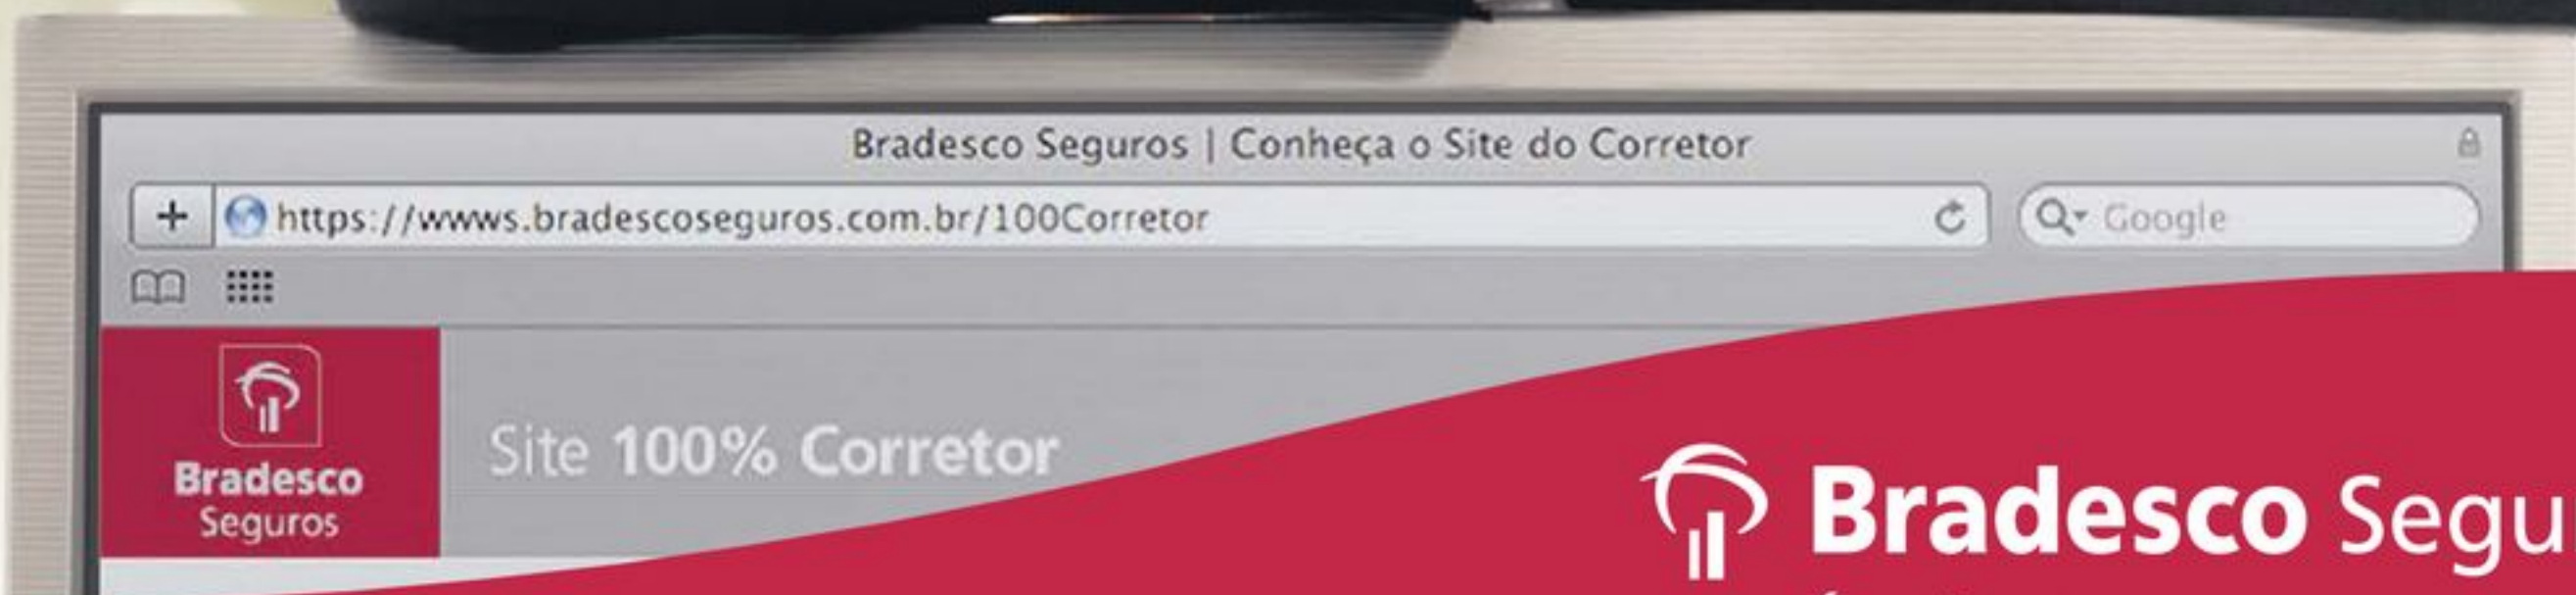 Bradesco Seguros | Conheça o Site do Corretor
https://wwws.bradescoseguros.com.br/100Corretor
Google
Bradesco
Seguros
Site 100% Corretor
Bradesco Segu